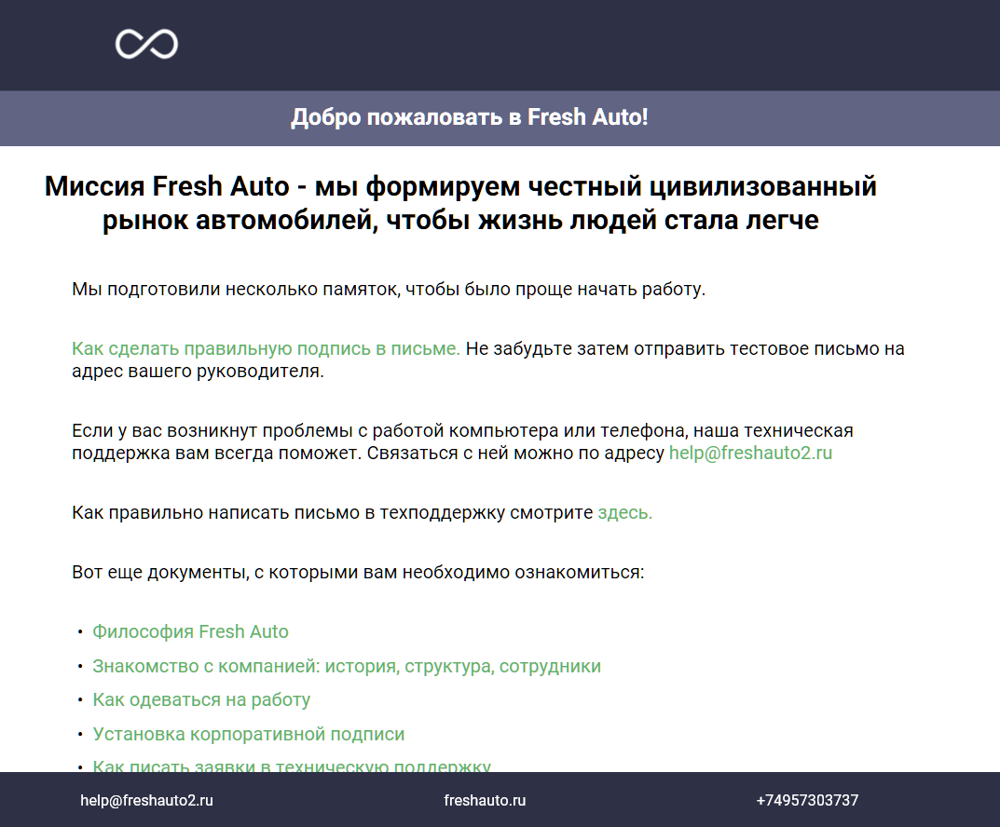 Добро пожаловать в Fresh Auto!
Миссия Fresh Auto - мы формируем честный цивилизованный
рынок автомобилей, чтобы жизнь людей стала легче
Мы подготовили несколько памяток, чтобы было проще начать работу.
Как сделать правильную подпись в письме. Не забудьте затем отправить тестовое письмо на
адрес вашего руководителя.
Если у вас возникнут проблемы с работой компьютера или телефона, наша техническая
поддержка вам всегда поможет. Связаться с ней можно по адресу help@freshauto2.ru
Как правильно написать письмо в техподдержку смотрите здесь.
Вот еще документы, с которыми вам необходимо ознакомиться:
• Философия Fresh Auto
• Знакомство с компанией: история, структура, сотрудники
• Как одеваться на работу
• Установка корпоративной подписи
• Как писать заявки в техническую поддержку
help@freshauto2.ru freshauto.ru +74957303737